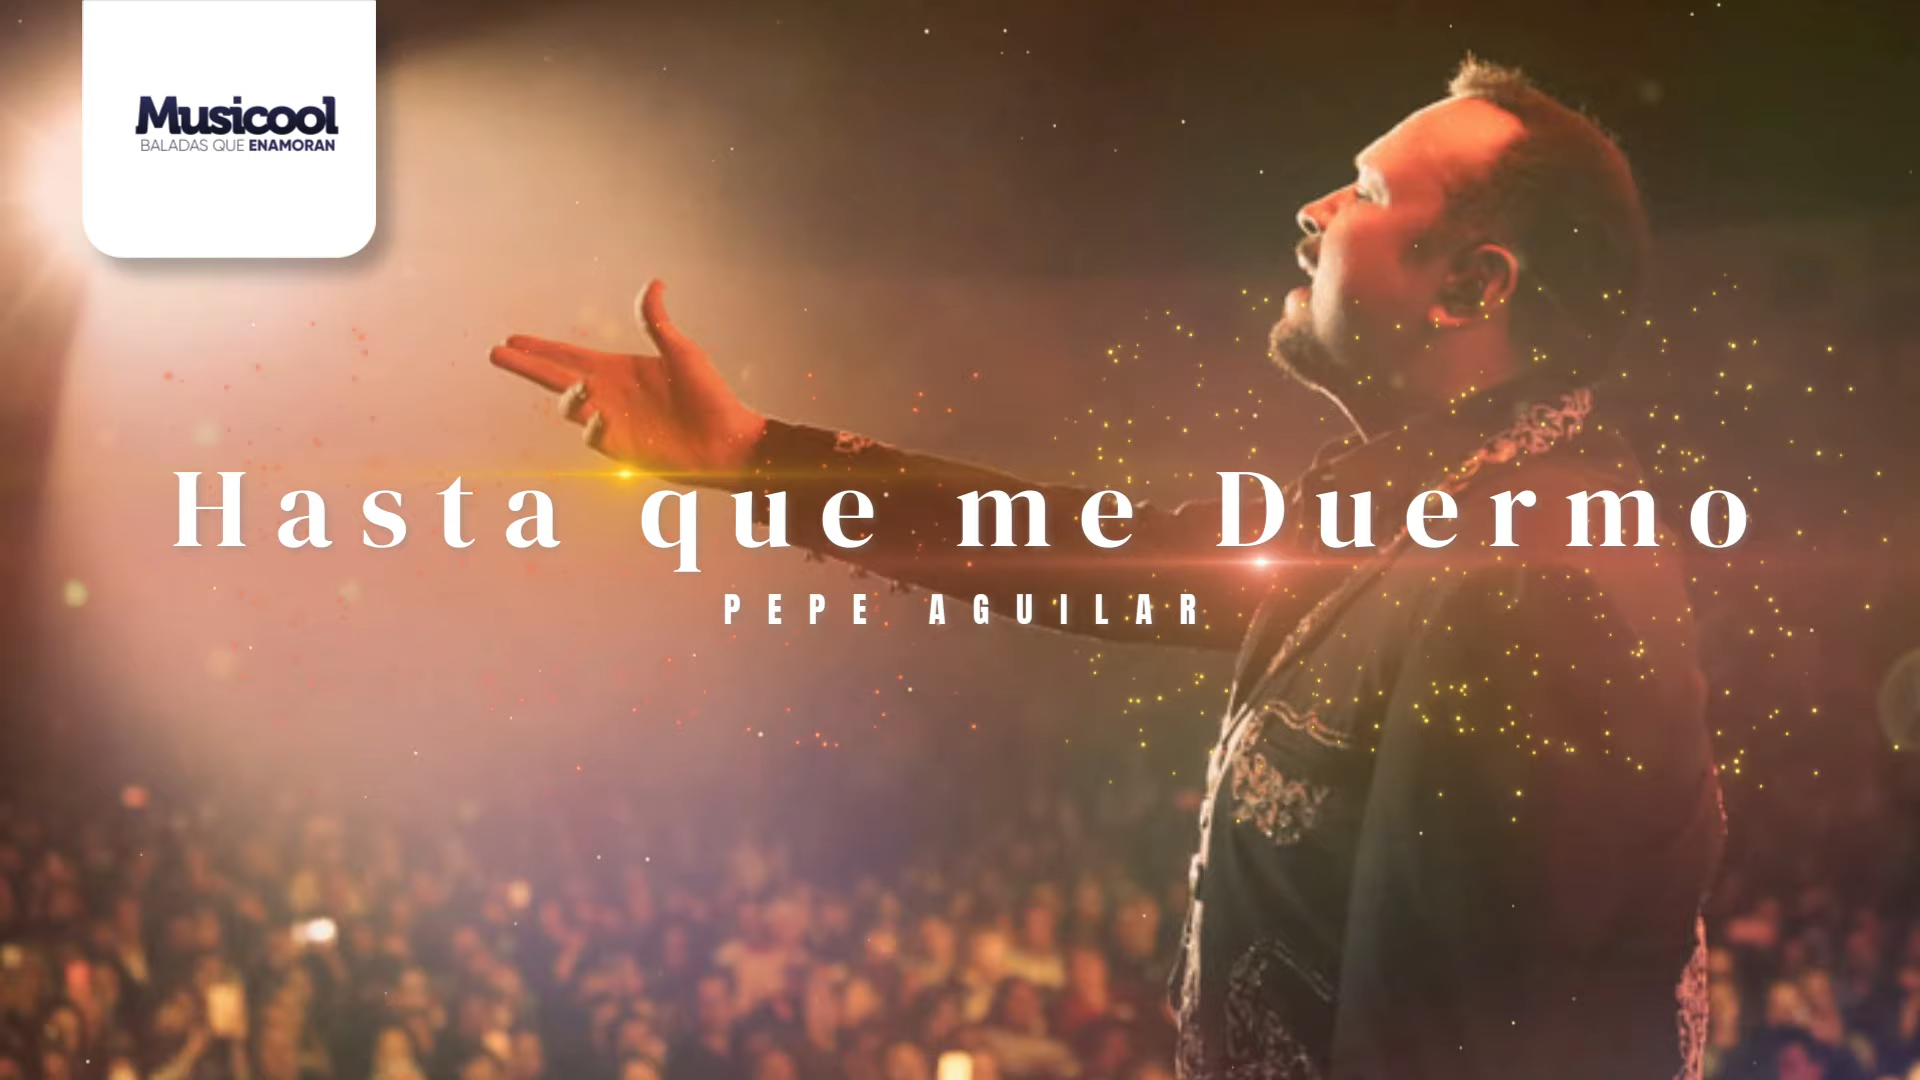 Musicool
BALADAS QUE ENAMORAN
Hasta que me Duermo
PEPE AGUILAR